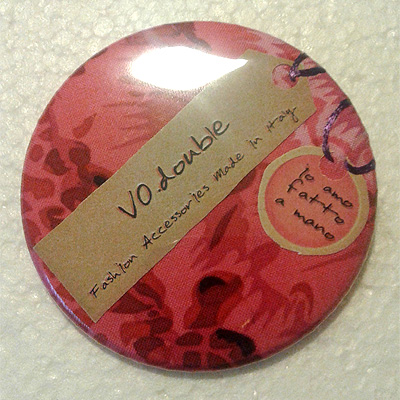 VO.double
Fashion Accessories Made in Italy
Io amo
fatto
a mano